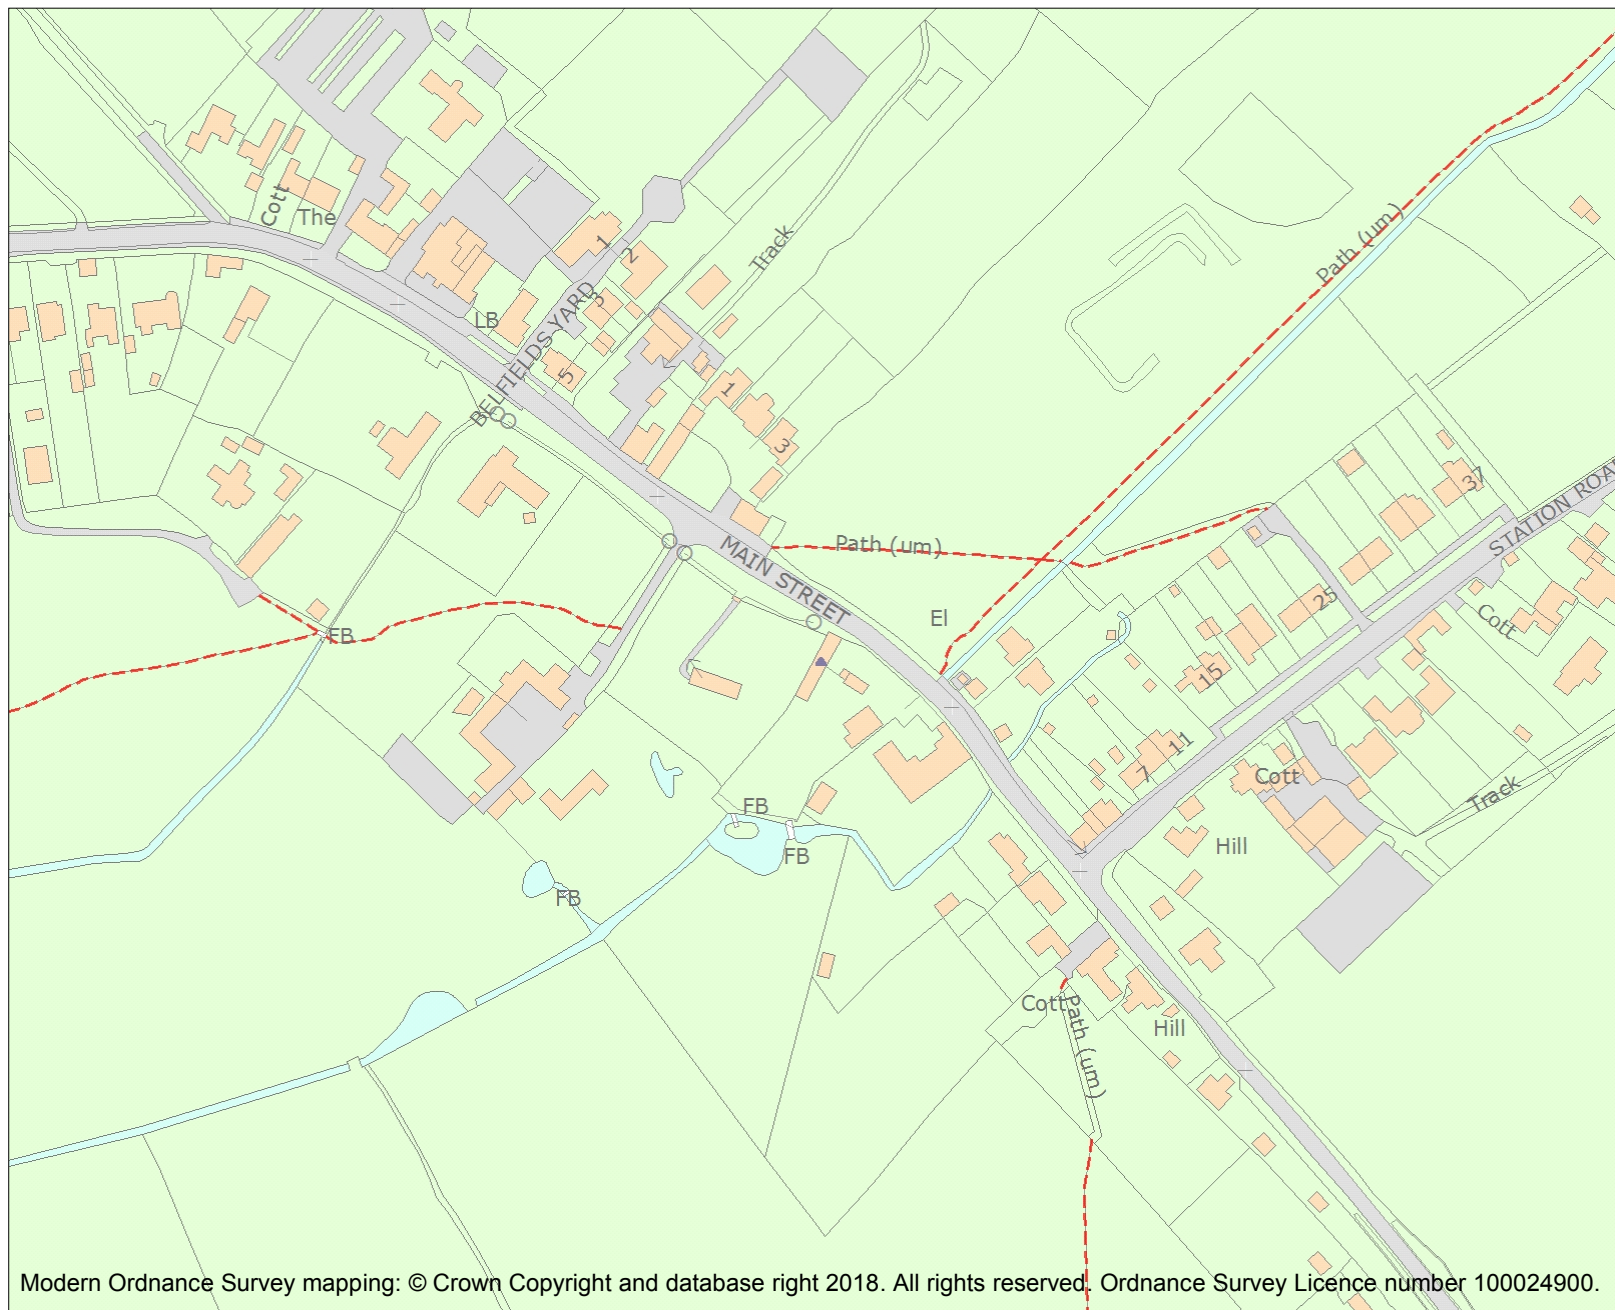 Cott
The
Track
Path (um)
1
2
3
LB
BELFIELDS YARD
5
1
3
37
STATION ROA
Path (um)
MAIN STREET
El
25
Cott
FB
15
11
7
Cott
Track
FB
FB
Hill
FB
Cott
Path (um)
Hill
Modern Ordnance Survey mapping: © Crown Copyright and database right 2018. All rights reserved. Ordnance Survey Licence number 100024900.